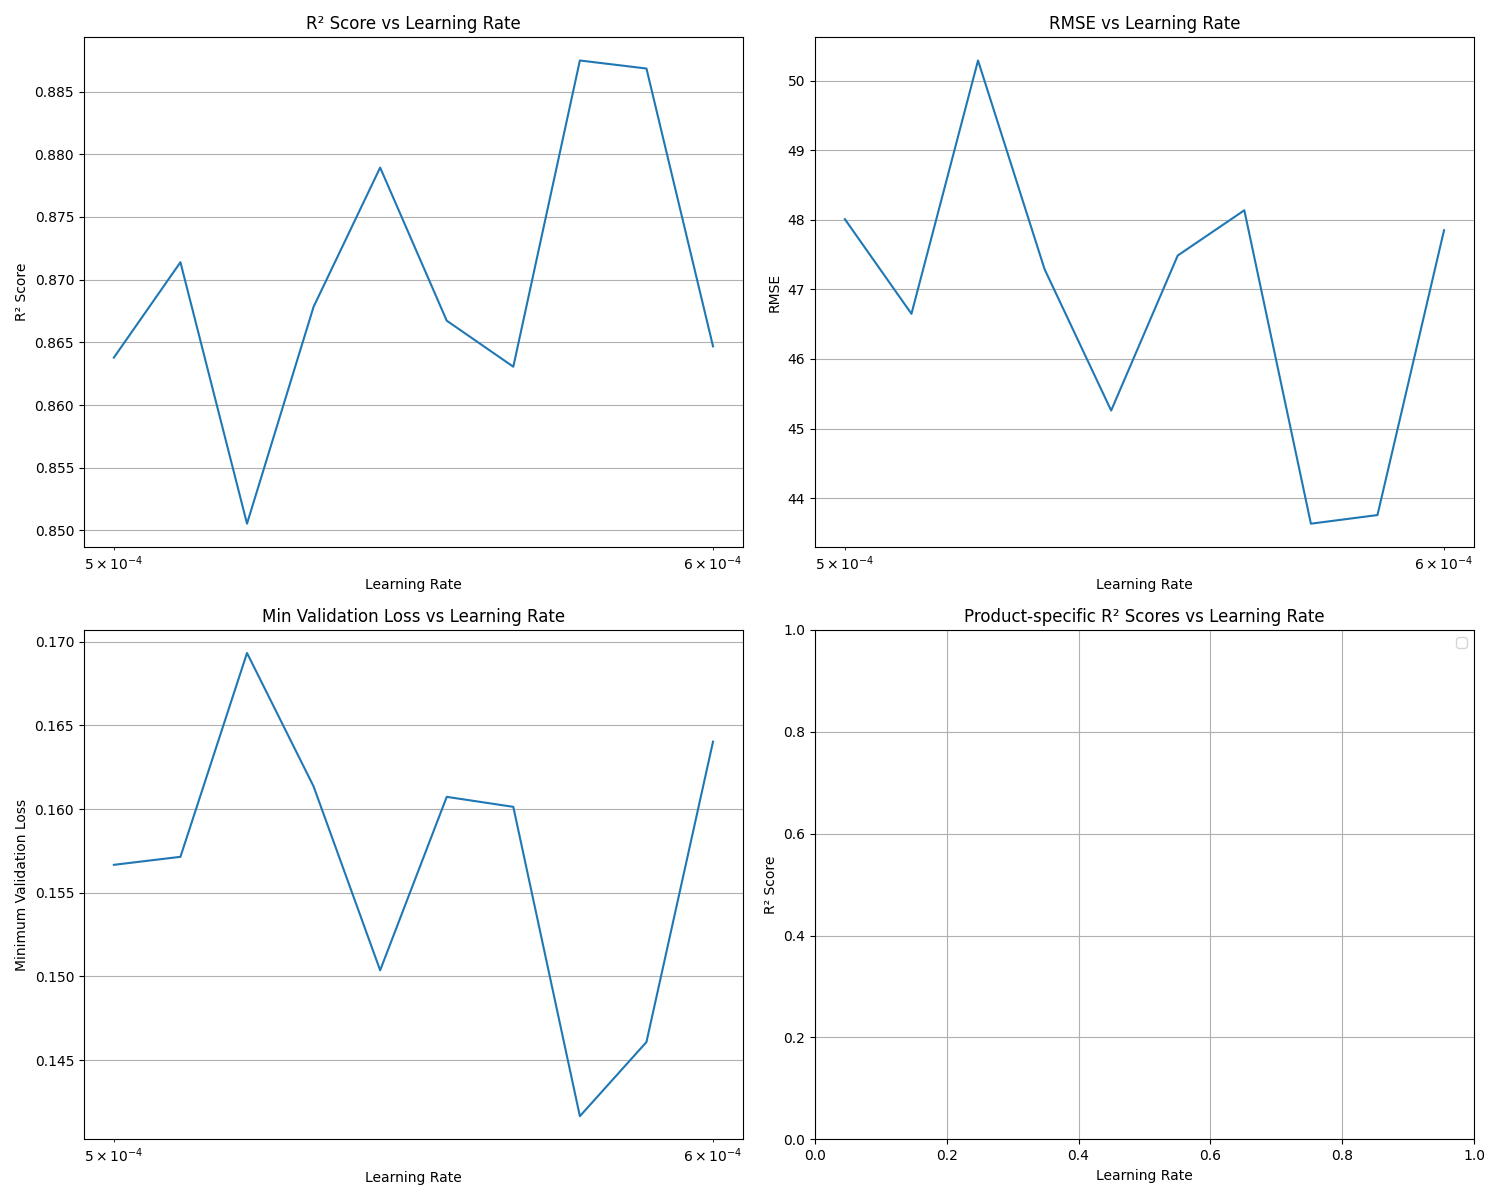 R² Score vs Learning Rate
R² Score
0.885
0.880
0.875
0.870
0.865
0.860
0.855
0.850
5 × 10⁻⁴
6 × 10⁻⁴
Learning Rate
RMSE vs Learning Rate
RMSE
50
49
48
47
46
45
44
5 × 10⁻⁴
6 × 10⁻⁴
Learning Rate
Min Validation Loss vs Learning Rate
Minimum Validation Loss
0.170
0.165
0.160
0.155
0.150
0.145
5 × 10⁻⁴
6 × 10⁻⁴
Learning Rate
Product-specific R² Scores vs Learning Rate
R² Score
1.0
0.8
0.6
0.4
0.2
0.0
0.0
0.2
0.4
0.6
0.8
1.0
Learning Rate